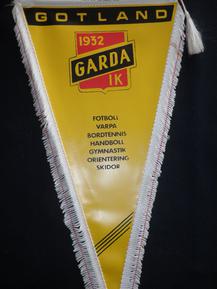 GOTLAND
1932
GARDA
IK
FOTBOLL
VARPA
BORDTENNIS
HANDBOLL
GYMNASTIK
ORIENTERING
SKIDOR